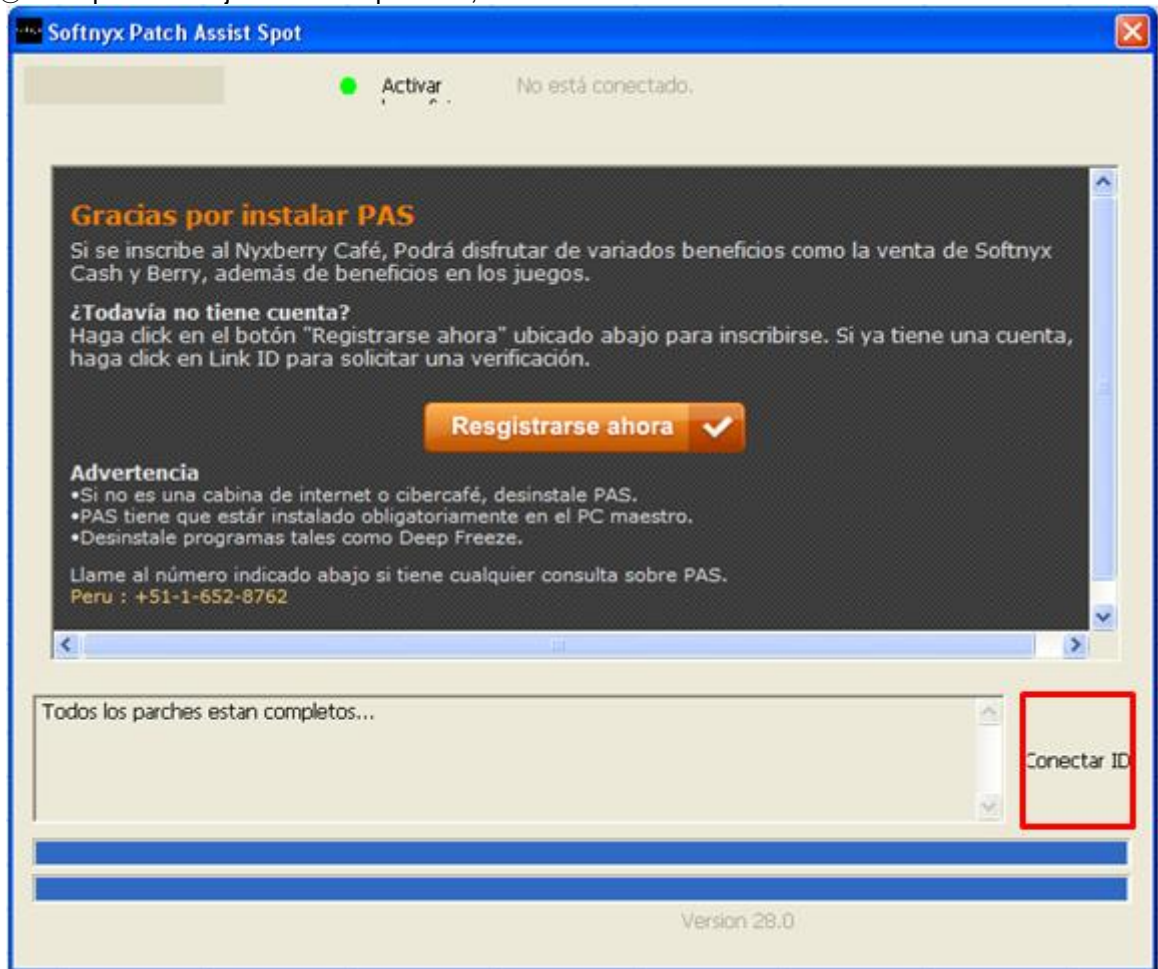 Softnyx Patch Assist Spot
Activar
No está conectado.
Gracias por instalar PAS
Si se inscribe al Nyxberry Café, Podrá disfrutar de variados beneficios como la venta de Softnyx
Cash y Berry, además de beneficios en los juegos.
¿Todavía no tiene cuenta?
Haga click en el botón "Registrarse ahora" ubicado abajo para inscribirse. Si ya tiene una cuenta,
haga click en Link ID para solicitar una verificación.
Resgistrarse ahora
Advertencia
•Si no es una cabina de internet o cibercafé, desinstale PAS.
•PAS tiene que estár instalado obligatoriamente en el PC maestro.
•Desinstale programas tales como Deep Freeze.
Llame al número indicado abajo si tiene cualquier consulta sobre PAS.
Peru : +51-1-652-8762
Todos los parches estan completos...
Conectar ID
Version 28.0